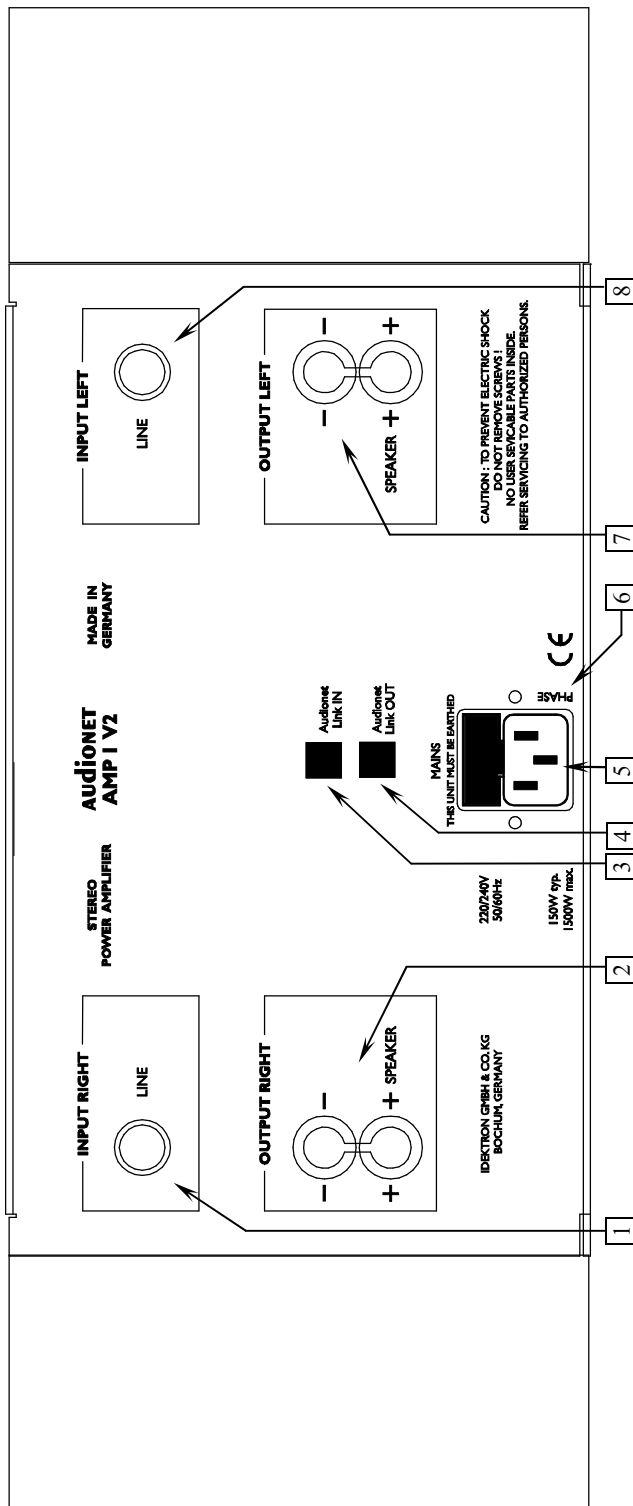 INPUT RIGHT
LINE
STEREO
POWER AMPLIFIER
AUDIONET
AMP I V2
MADE IN
GERMANY
INPUT LEFT
LINE
OUTPUT RIGHT
− −
+ + SPEAKER
Audionet
Link IN
Audionet
Link OUT
OUTPUT LEFT
− −
SPEAKER + +
IDEKTRON GMBH & CO.KG
BOCHUM, GERMANY
220/240V
50/60Hz
150W typ.
1500W max.
MAINS
THIS UNIT MUST BE EARTHED
PHASE
CE
CAUTION : TO PREVENT ELECTRIC SHOCK
DO NOT REMOVE SCREWS !
NO USER SEVICABLE PARTS INSIDE.
REFER SERVICING TO AUTHORIZED PERSONS.
1
2
3
4
5
6
7
8